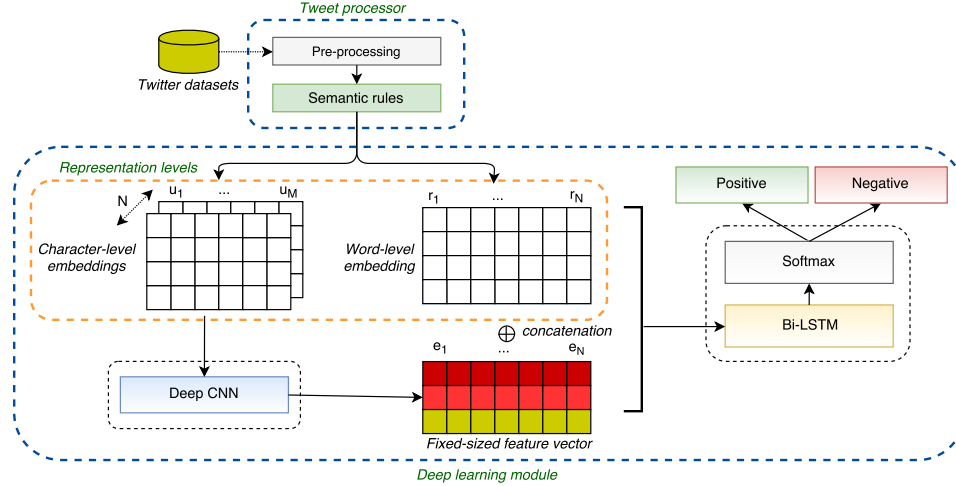 Tweet processor
Pre-processing
Twitter datasets
Semantic rules
Representation levels
N
u1 ... uM
r1 ... rN
Positive
Negative
Character-level
embeddings
Word-level
embedding
Softmax
Bi-LSTM
concatenation
e1 ... eN
Deep CNN
Fixed-sized feature vector
Deep learning module